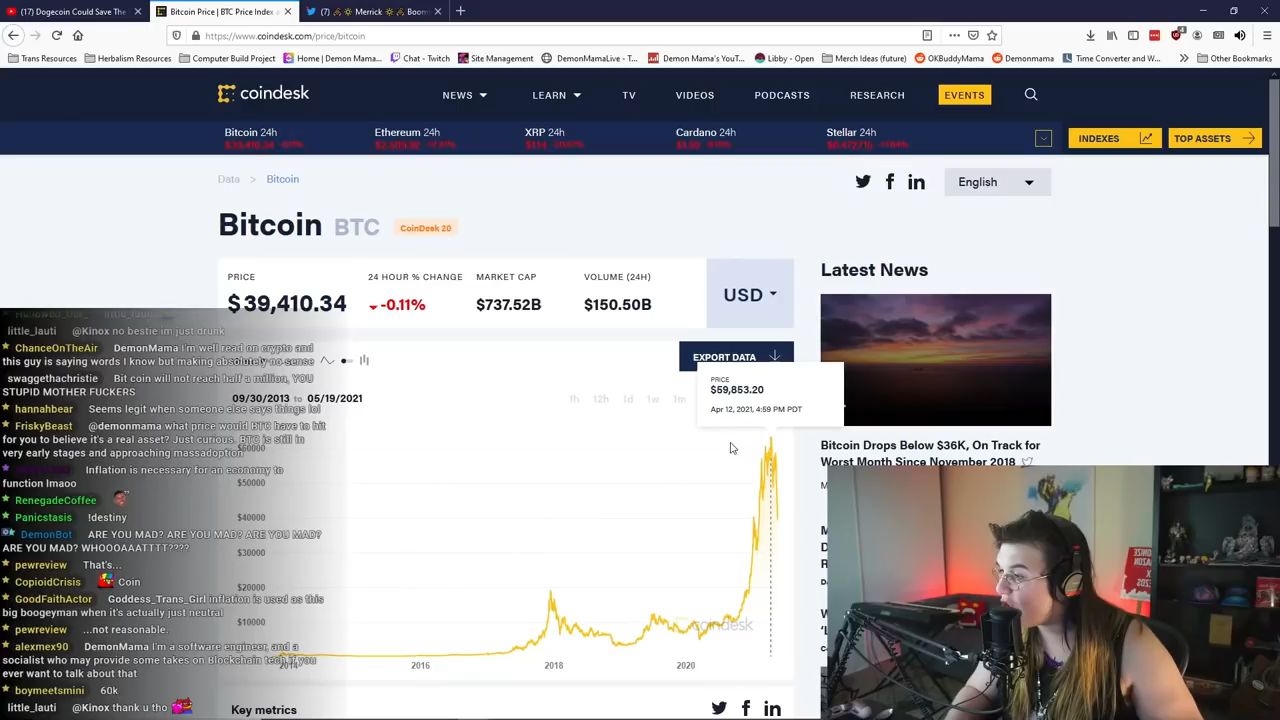 (17) Dogecoin Could Save The
Bitcoin Price | BTC Price Index
(7) Merrick Boom
https://www.coindesk.com/price/bitcoin
Trans Resources
Herbalism Resources
Computer Build Project
Home | Demon Mama...
Chat - Twitch
Site Management
DemonMamaLive - T...
Demon Mama's YouT...
Libby - Open
Merch Ideas (future)
OKBuddyMama
Demonmama
Time Converter and W...
Other Bookmarks
coindesk
NEWS
LEARN
TV
VIDEOS
PODCASTS
RESEARCH
EVENTS
Bitcoin 24h
Ethereum 24h
XRP 24h
Cardano 24h
Stellar 24h
INDEXES
TOP ASSETS
Data > Bitcoin
English
Bitcoin BTC
CoinDesk 20
Latest News
PRICE
24 HOUR % CHANGE
MARKET CAP
VOLUME (24H)
$39,410.34
-0.11%
$737.52B
$150.50B
USD
EXPORT DATA
09/30/2013 to 05/19/2021
1h 12h 1d 1w 1m
PRICE
$59,853.20
Apr 12, 2021, 4:59 PM PDT
$60000
$50000
$40000
$30000
$20000
$10000
2014 2016 2018 2020
coindesk
Key metrics
Bitcoin Drops Below $36K, On Track for
Worst Month Since November 2018
little_lauti @Kinox no bestie im just drunk
ChanceOnTheAir DemonMama I'm well read on crypto and
this guy is saying words I know but making absolutely no sense
swaggethachristie Bit coin will not reach half a million, YOU
STUPID MOTHER FUCKERS
hannahbear Seems legit when someone else says things lol
FriskyBeast @demonmama what price would BTC have to hit
for you to believe it's a real asset? Just curious. BTC is still in
very early stages and approaching massadoption
Inflation is necessary for an economy to
function lmaoo
RenegadeCoffee
Panicstasis !destiny
DemonBot ARE YOU MAD? ARE YOU MAD? ARE YOU MAD?
ARE YOU MAD? WHOOOAAATTT????
pewreview That's...
CopioidCrisis Coin
GoodFaithActor Goddess_Trans_Girl inflation is used as this
big boogeyman when it's actually just neutral
pewreview ...not reasonable.
alexmex90 DemonMama I'm a software engineer, and a
socialist who may provide some takes on Blockchain tech if you
ever want to talk about that
boymeetsmini 60k
little_lauti @Kinox thank u tho